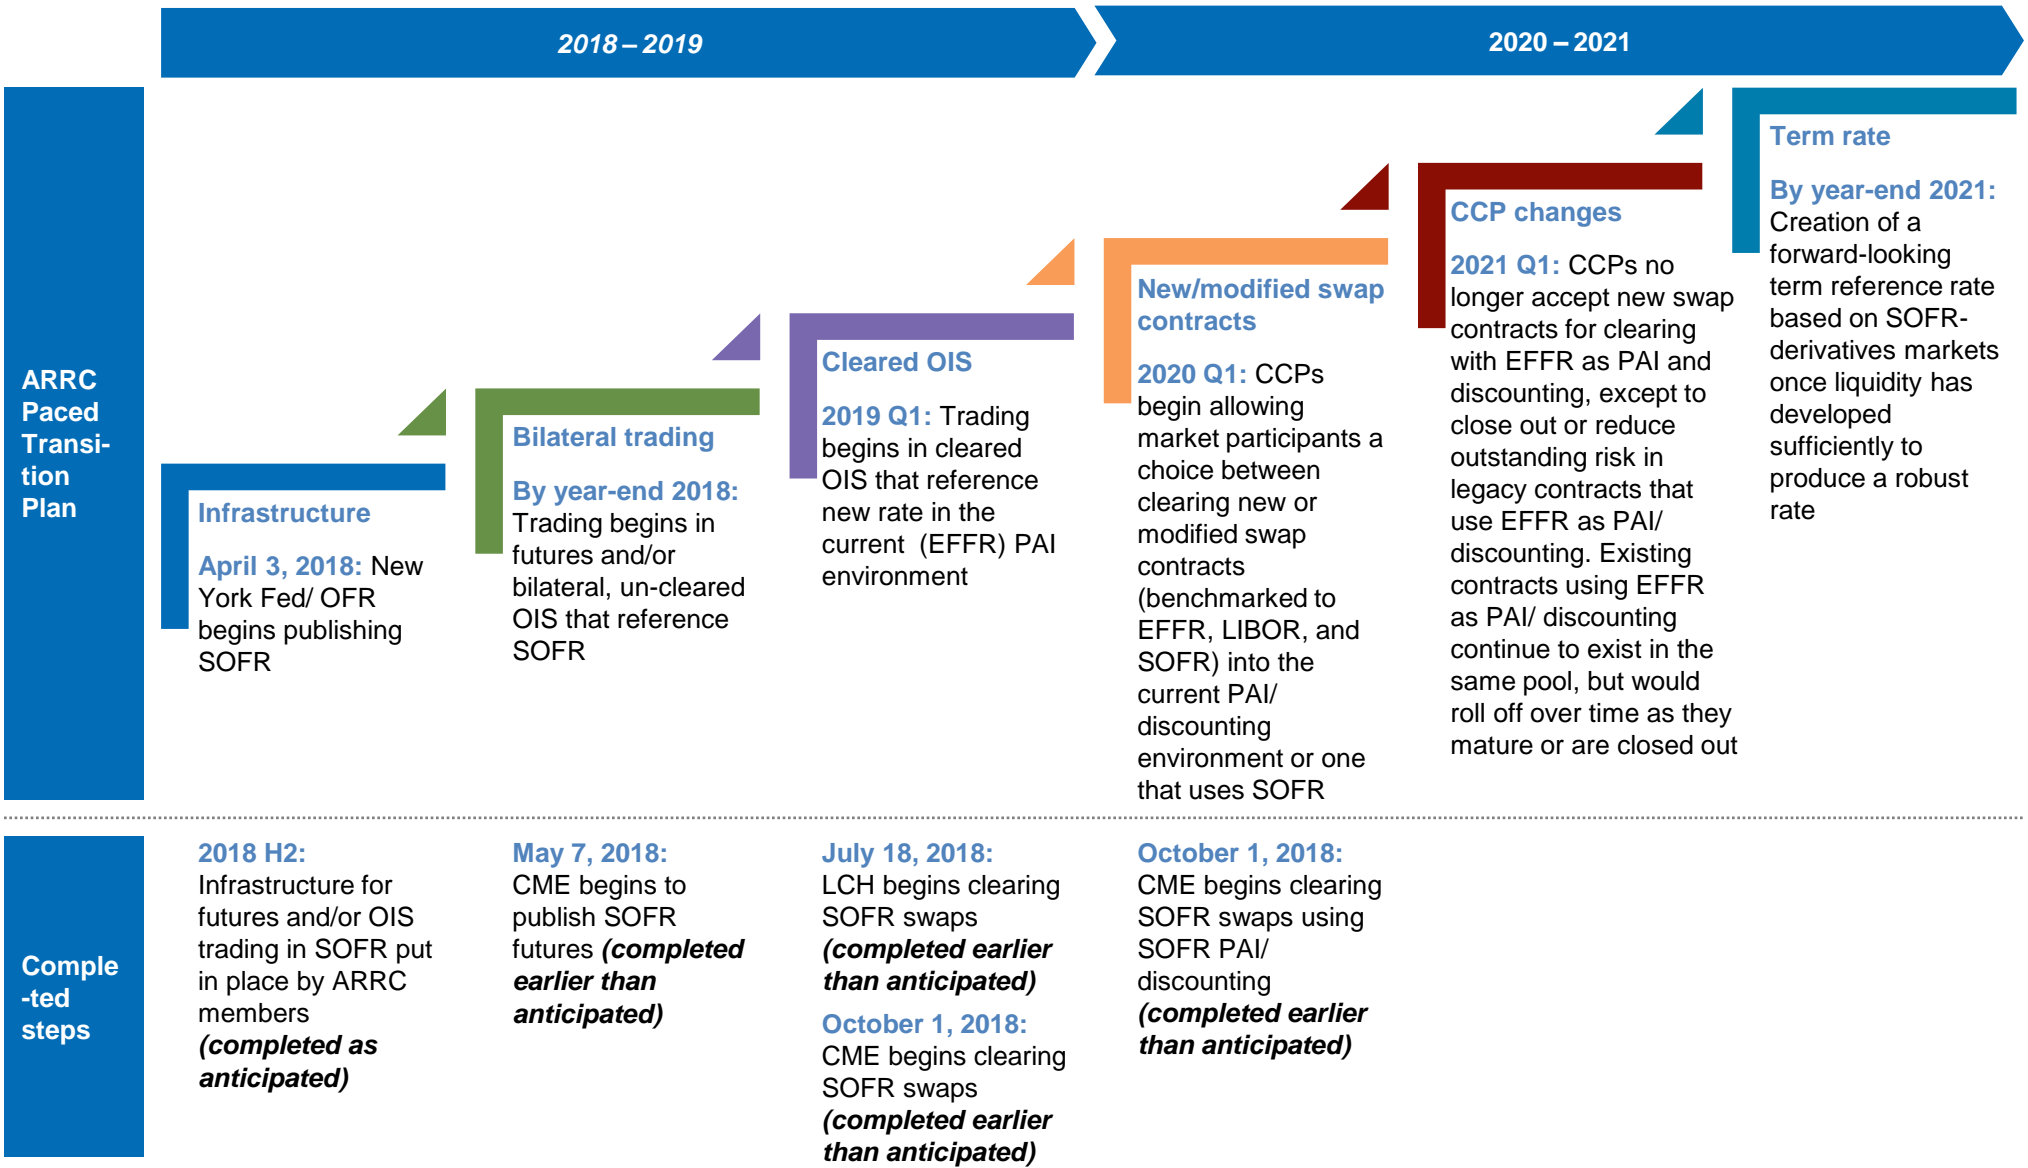 2018 – 2019
2020 – 2021
ARRC
Paced
Transi-
tion
Plan
Infrastructure
April 3, 2018: New
York Fed/ OFR
begins publishing
SOFR
Bilateral trading
By year-end 2018:
Trading begins in
futures and/or
bilateral, un-cleared
OIS that reference
SOFR
Cleared OIS
2019 Q1: Trading
begins in cleared
OIS that reference
new rate in the
current (EFFR) PAI
environment
New/modified swap
contracts
2020 Q1: CCPs
begin allowing
market participants a
choice between
clearing new or
modified swap
contracts
(benchmarked to
EFFR, LIBOR, and
SOFR) into the
current PAI/
discounting
environment or one
that uses SOFR
CCP changes
2021 Q1: CCPs no
longer accept new swap
contracts for clearing
with EFFR as PAI and
discounting, except to
close out or reduce
outstanding risk in
legacy contracts that
use EFFR as PAI/
discounting. Existing
contracts using EFFR
as PAI/ discounting
continue to exist in the
same pool, but would
roll off over time as they
mature or are closed out
Term rate
By year-end 2021:
Creation of a
forward-looking
term reference rate
based on SOFR-
derivatives markets
once liquidity has
developed
sufficiently to
produce a robust
rate
Comple
-ted
steps
2018 H2:
Infrastructure for
futures and/or OIS
trading in SOFR put
in place by ARRC
members
(completed as
anticipated)
May 7, 2018:
CME begins to
publish SOFR
futures (completed
earlier than
anticipated)
July 18, 2018:
LCH begins clearing
SOFR swaps
(completed earlier
than anticipated)
October 1, 2018:
CME begins clearing
SOFR swaps
(completed earlier
than anticipated)
October 1, 2018:
CME begins clearing
SOFR swaps using
SOFR PAI/
discounting
(completed earlier
than anticipated)